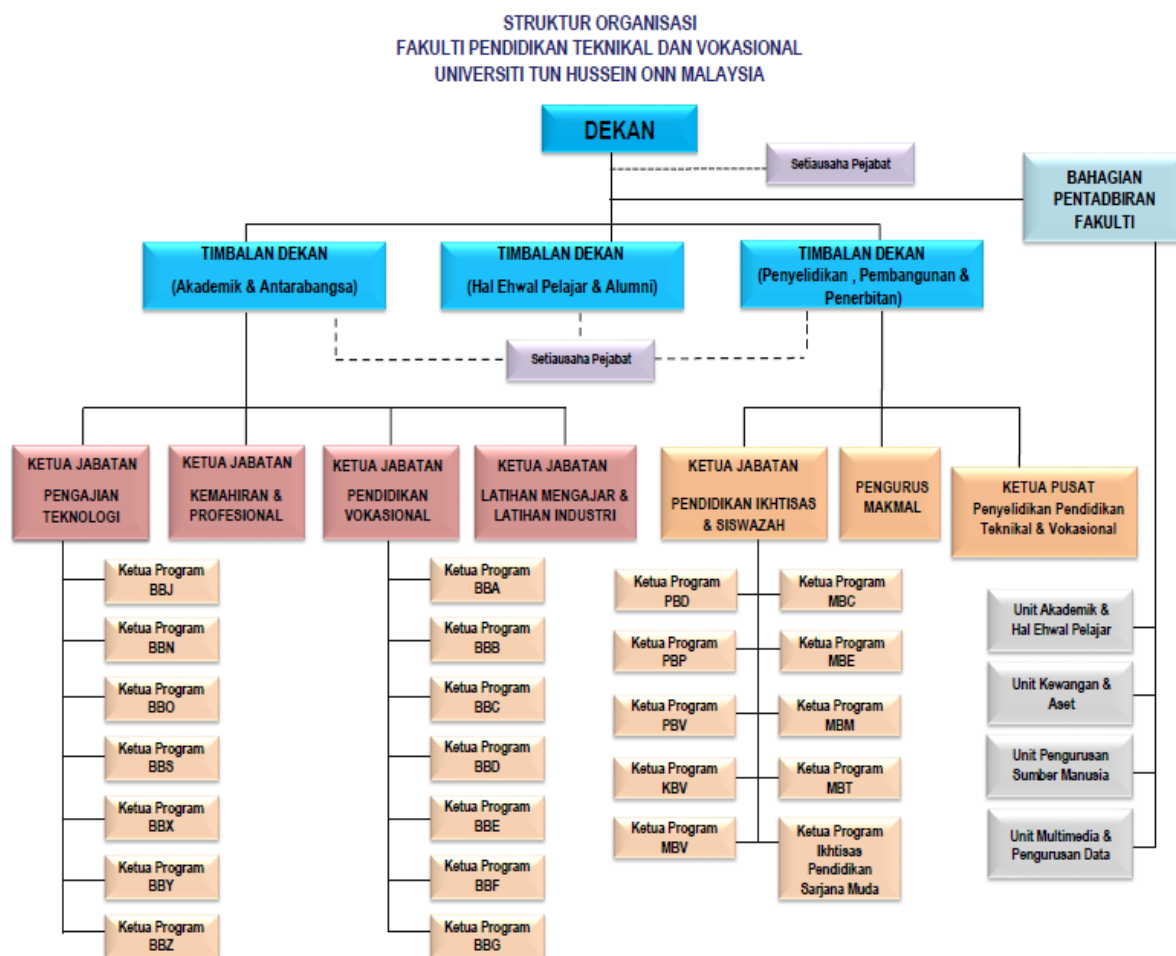 STRUKTUR ORGANISASI
FAKULTI PENDIDIKAN TEKNIKAL DAN VOKASIONAL
UNIVERSITI TUN HUSSEIN ONN MALAYSIA
DEKAN
Setiausaha Pejabat
BAHAGIAN
PENTADBIRAN
FAKULTI
TIMBALAN DEKAN
(Akademik & Antarabangsa)
TIMBALAN DEKAN
(Hal Ehwal Pelajar & Alumni)
TIMBALAN DEKAN
(Penyelidikan , Pembangunan &
Penerbitan)
Setiausaha Pejabat
KETUA JABATAN
PENGAJIAN
TEKNOLOGI
KETUA JABATAN
KEMAHIRAN &
PROFESIONAL
KETUA JABATAN
PENDIDIKAN
VOKASIONAL
KETUA JABATAN
LATIHAN MENGAJAR &
LATIHAN INDUSTRI
KETUA JABATAN
PENDIDIKAN IKHTISAS
& SISWAZAH
PENGURUS
MAKMAL
KETUA PUSAT
Penyelidikan Pendidikan
Teknikal & Vokasional
Ketua Program
BBJ
Ketua Program
BBN
Ketua Program
BBO
Ketua Program
BBS
Ketua Program
BBX
Ketua Program
BBY
Ketua Program
BBZ
Ketua Program
BBA
Ketua Program
BBB
Ketua Program
BBC
Ketua Program
BBD
Ketua Program
BBE
Ketua Program
BBF
Ketua Program
BBG
Ketua Program
PBD
Ketua Program
PBP
Ketua Program
PBV
Ketua Program
KBV
Ketua Program
MBV
Ketua Program
MBC
Ketua Program
MBE
Ketua Program
MBM
Ketua Program
MBT
Ketua Program
Ikhtisas
Pendidikan
Sarjana Muda
Unit Akademik &
Hal Ehwal Pelajar
Unit Kewangan &
Aset
Unit Pengurusan
Sumber Manusia
Unit Multimedia &
Pengurusan Data